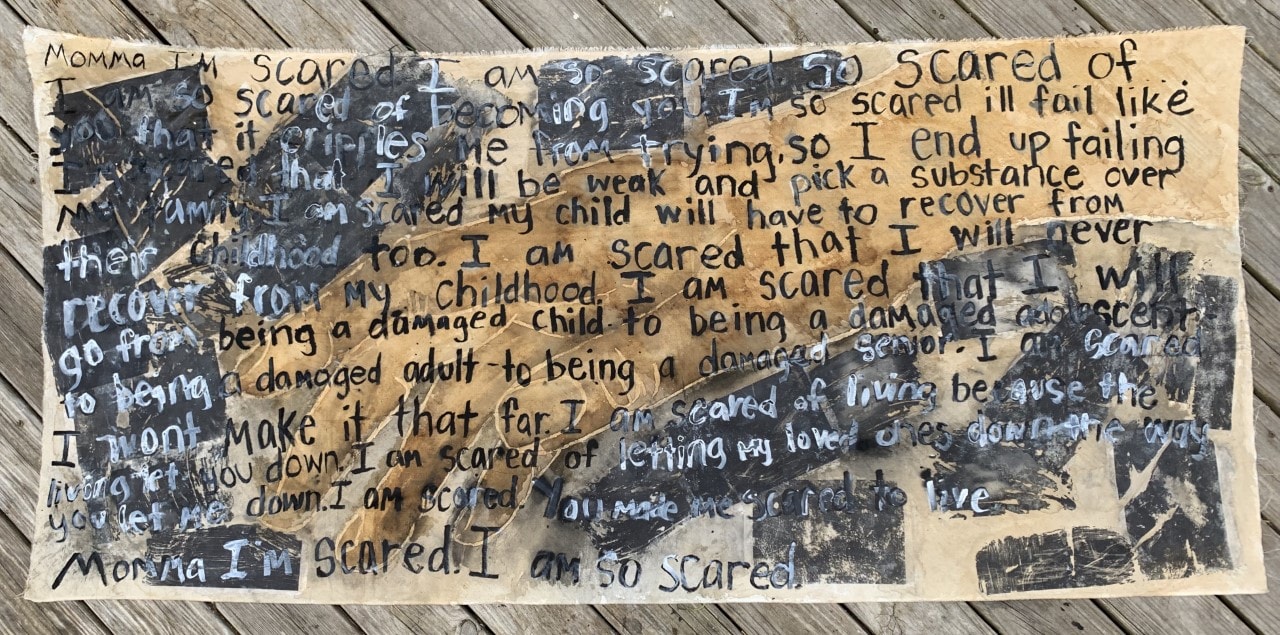 Momma I'm scared. I am so scared. So scared of
I am so scared of becoming you. I'm so scared ill fail like
you that it cripples me from trying, so I end up failing
I'm scared that I will be weak and pick a substance over
my family. I am scared my child will have to recover from
their childhood too. I am scared that I will never
recover from my childhood. I am scared that I will
go from being a damaged child-to being a damaged adolescent-
to being a damaged adult-to being a damaged senior. I am scared
I wont make it that far. I am scared of living because the
living let you down. I am scared of letting my loved ones down the way
you let me down. I am scared. You made me scared to live.
Momma I'm scared. I am so scared.